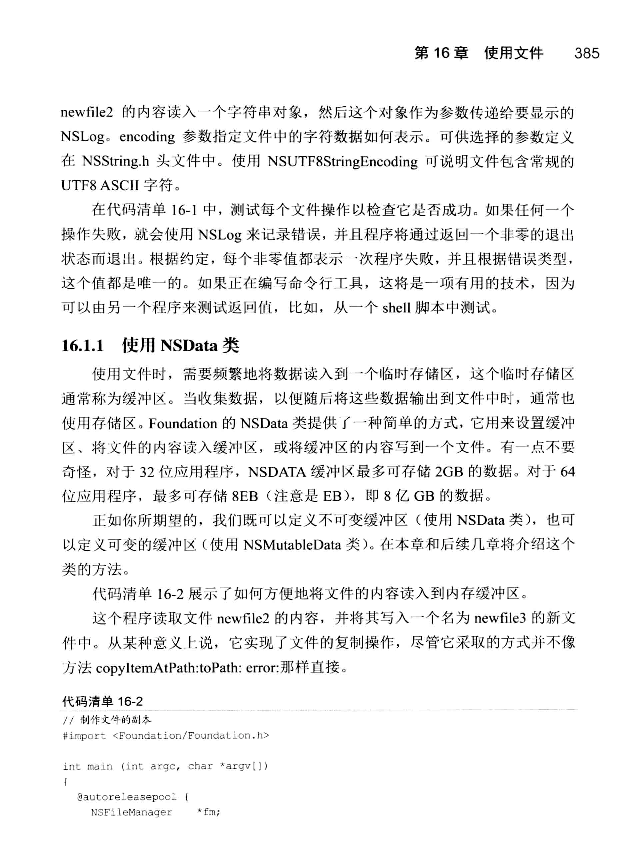 第 16 章 使用文件 385
newfile2 的内容读入一个字符串对象，然后这个对象作为参数传递给要显示的
NSLog。encoding 参数指定文件中的字符数据如何表示。可供选择的参数定义
在 NSString.h 头文件中。使用 NSUTF8StringEncoding 可说明文件包含常规的
UTF8 ASCII 字符。
在代码清单 16-1 中，测试每个文件操作以检查它是否成功。如果任何一个
操作失败，就会使用 NSLog 来记录错误，并且程序将通过返回一个非零的退出
状态而退出。根据约定，每个非零值都表示一次程序失败，并且根据错误类型，
这个值都是唯一的。如果正在编写命令行工具，这将是一项有用的技术，因为
可以由另一个程序来测试返回值，比如，从一个 shell 脚本中测试。
16.1.1 使用 NSData 类
使用文件时，需要频繁地将数据读入到一个临时存储区，这个临时存储区
通常称为缓冲区。当收集数据，以便随后将这些数据输出到文件中时，通常也
使用存储区。Foundation 的 NSData 类提供了一种简单的方式，它用来设置缓冲
区、将文件的内容读入缓冲区，或将缓冲区的内容写到一个文件。有一点不要
奇怪，对于 32 位应用程序，NSDATA 缓冲区最多可存储 2GB 的数据。对于 64
位应用程序，最多可存储 8EB（注意是 EB），即 8 亿 GB 的数据。
正如你所期望的，我们既可以定义不可变缓冲区（使用 NSData 类），也可
以定义可变的缓冲区（使用 NSMutableData 类）。在本章和后续几章将介绍这个
类的方法。
代码清单 16-2 展示了如何方便地将文件的内容读入到内存缓冲区。
这个程序读取文件 newfile2 的内容，并将其写入一个名为 newfile3 的新文
件中。从某种意义上说，它实现了文件的复制操作，尽管它采取的方式并不像
方法 copyItemAtPath:toPath: error:那样直接。
代码清单 16-2
// 制作文件的副本
#import <Foundation/Foundation.h>
int main (int argc, char *argv[])
{
@autoreleasepool {
NSFileManager *fm;